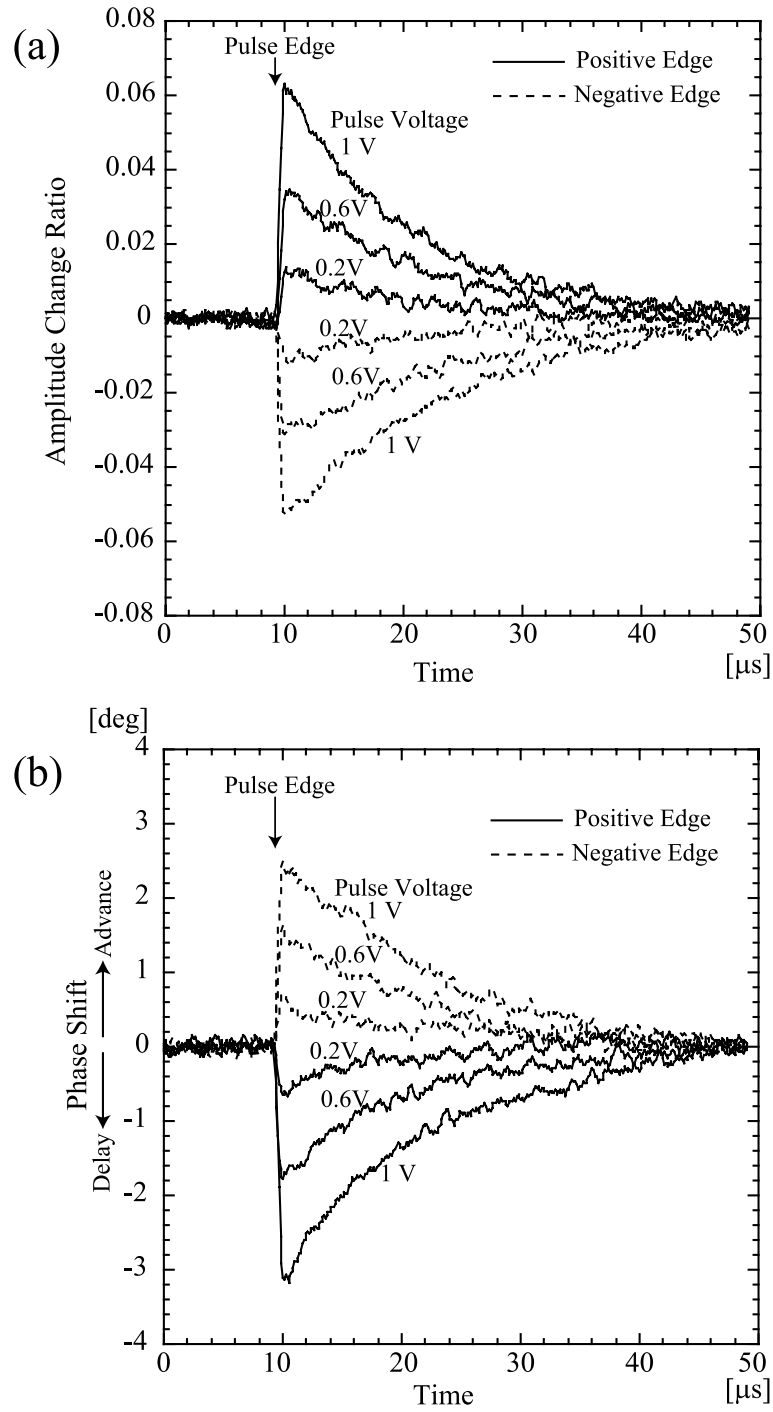 (a)
0.08
0.06
0.04
0.02
0
-0.02
-0.04
-0.06
-0.08
Amplitude Change Ratio
Pulse Edge
Positive Edge
Negative Edge
Pulse Voltage
1 V
0.6V
0.2V
0.2V
0.6V
1 V
0
10
20
30
40
50
Time
[μs]
[deg]
(b)
4
3
2
1
0
-1
-2
-3
-4
Advance
Phase Shift
Delay
Pulse Edge
Positive Edge
Negative Edge
Pulse Voltage
1 V
0.6V
0.2V
0.2V
0.6V
1 V
0
10
20
30
40
50
Time
[μs]